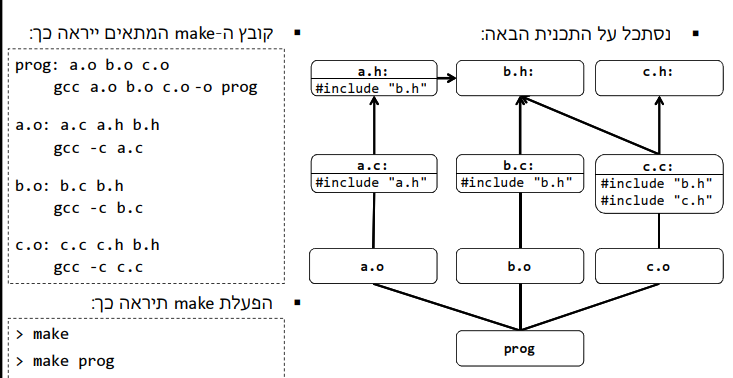 נסתכל על התכנית הבאה:
a.h:
#include "b.h"
b.h:
c.h:
a.c:
#include "a.h"
b.c:
#include "b.h"
c.c:
#include "b.h"
#include "c.h"
a.o
b.o
c.o
prog
קובץ ה-make המתאים ייראה כך:
prog: a.o b.o c.o
gcc a.o b.o c.o -o prog
a.o: a.c a.h b.h
gcc -c a.c
b.o: b.c b.h
gcc -c b.c
c.o: c.c c.h b.h
gcc -c c.c
הפעלת make תיראה כך:
> make
> make prog